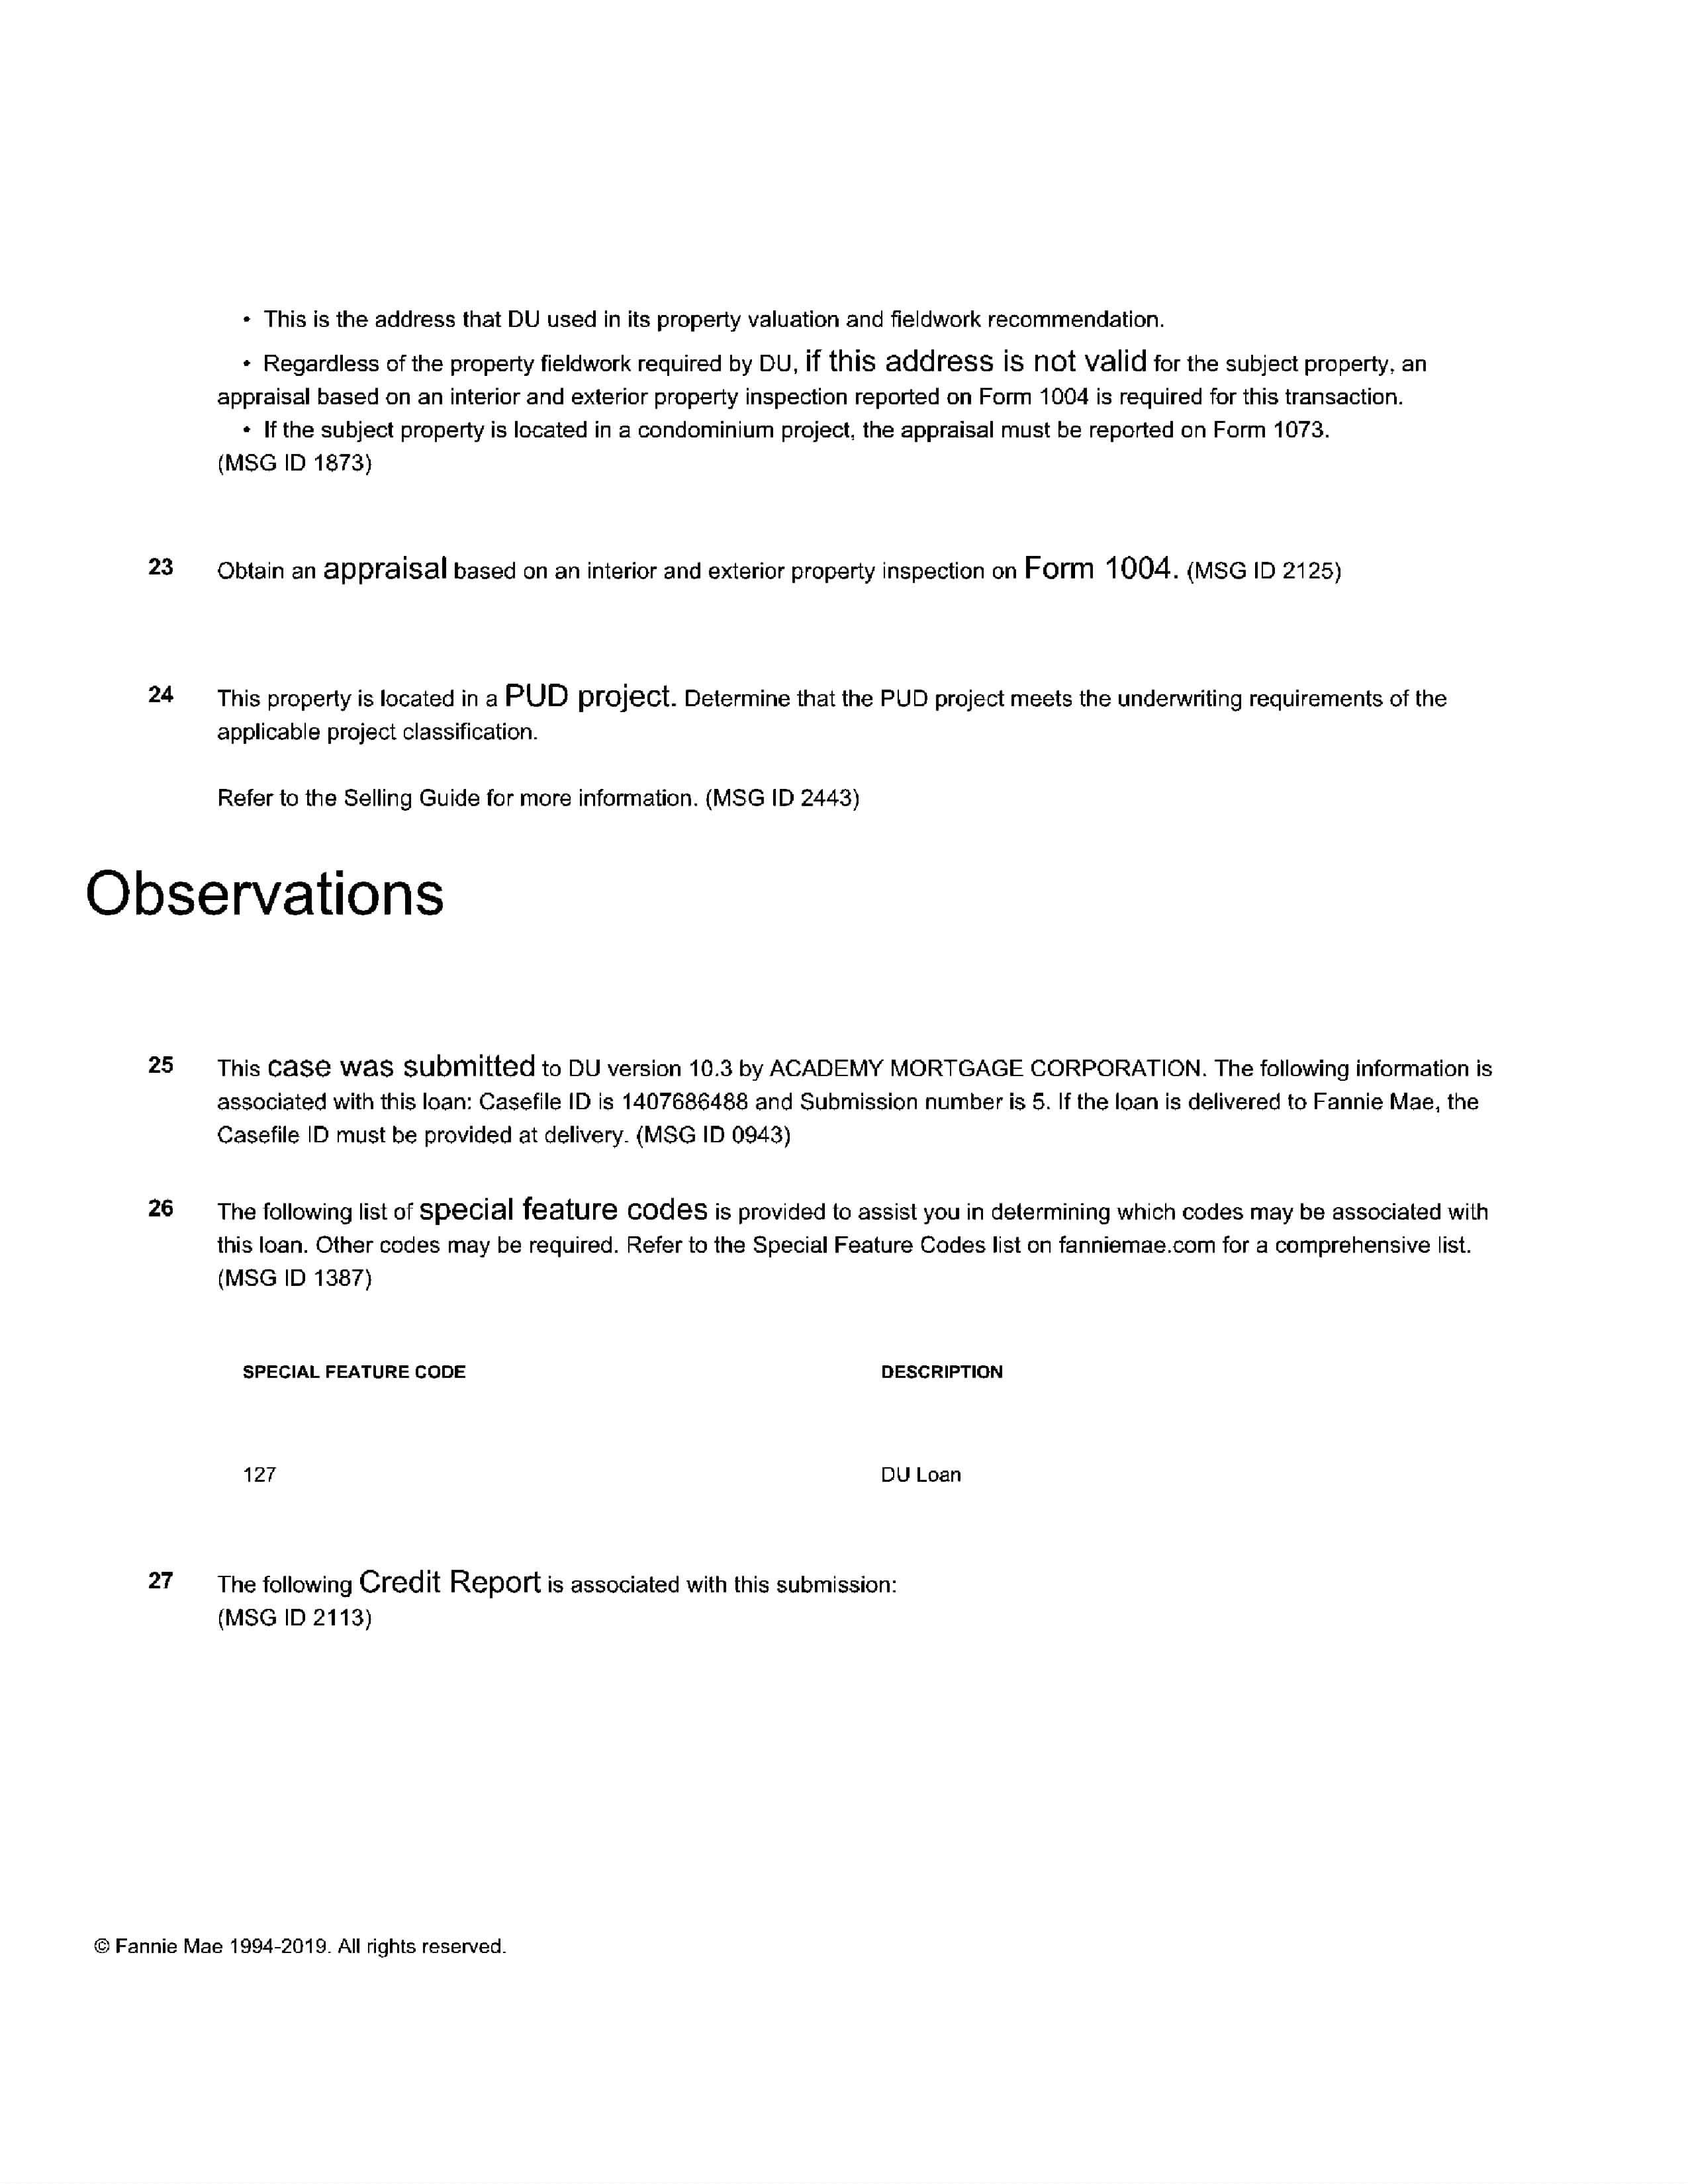 • This is the address that DU used in its property valuation and fieldwork recommendation.
• Regardless of the property fieldwork required by DU, if this address is not valid for the subject property, an
appraisal based on an interior and exterior property inspection reported on Form 1004 is required for this transaction.
• If the subject property is located in a condominium project, the appraisal must be reported on Form 1073.
(MSG ID 1873)
23 Obtain an appraisal based on an interior and exterior property inspection on Form 1004. (MSG ID 2125)
24 This property is located in a PUD project. Determine that the PUD project meets the underwriting requirements of the
applicable project classification.
Refer to the Selling Guide for more information. (MSG ID 2443)
Observations
25 This case was submitted to DU version 10.3 by ACADEMY MORTGAGE CORPORATION. The following information is
associated with this loan: Casefile ID is 1407686488 and Submission number is 5. If the loan is delivered to Fannie Mae, the
Casefile ID must be provided at delivery. (MSG ID 0943)
26 The following list of special feature codes is provided to assist you in determining which codes may be associated with
this loan. Other codes may be required. Refer to the Special Feature Codes list on fanniemae.com for a comprehensive list.
(MSG ID 1387)
SPECIAL FEATURE CODE DESCRIPTION
127 DU Loan
27 The following Credit Report is associated with this submission:
(MSG ID 2113)
© Fannie Mae 1994-2019. All rights reserved.